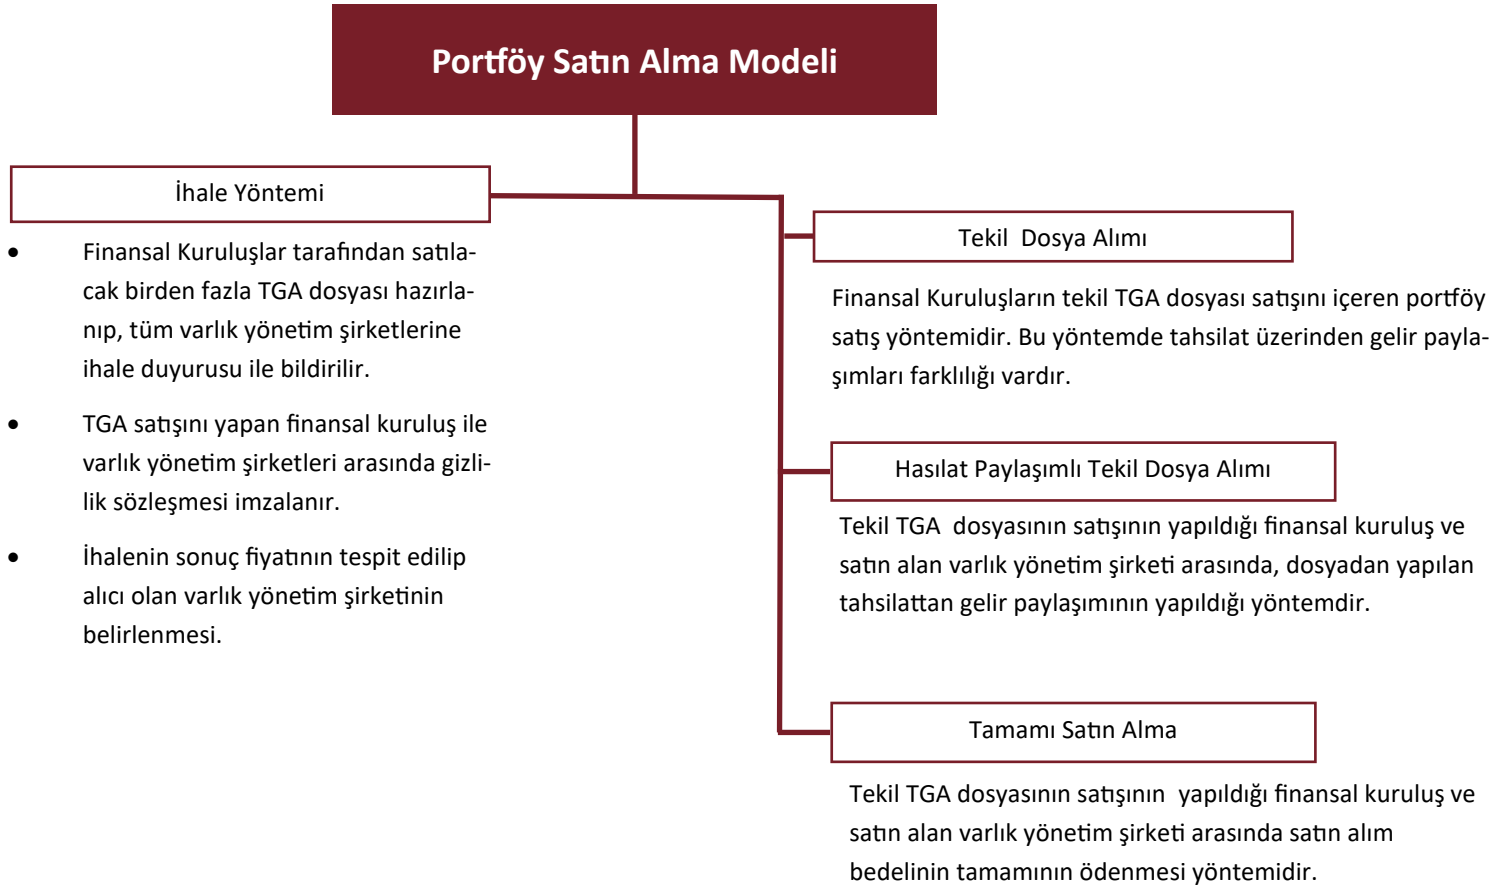 Portföy Satın Alma Modeli
İhale Yöntemi
• Finansal Kuruluşlar tarafından satıla-
cak birden fazla TGA dosyası hazırla-
nıp, tüm varlık yönetim şirketlerine
ihale duyurusu ile bildirilir.
• TGA satışını yapan finansal kuruluş ile
varlık yönetim şirketleri arasında gizli-
lik sözleşmesi imzalanır.
• İhalenin sonuç fiyatının tespit edilip
alıcı olan varlık yönetim şirketinin
belirlenmesi.
Tekil Dosya Alımı
Finansal Kuruluşların tekil TGA dosyası satışını içeren portföy
satış yöntemidir. Bu yöntemde tahsilat üzerinden gelir payla-
şımları farklılığı vardır.
Hasılat Paylaşımlı Tekil Dosya Alımı
Tekil TGA dosyasının satışının yapıldığı finansal kuruluş ve
satın alan varlık yönetim şirketi arasında, dosyadan yapılan
tahsilattan gelir paylaşımının yapıldığı yöntemdir.
Tamamı Satın Alma
Tekil TGA dosyasının satışının yapıldığı finansal kuruluş ve
satın alan varlık yönetim şirketi arasında satın alım
bedelinin tamamının ödenmesi yöntemidir.